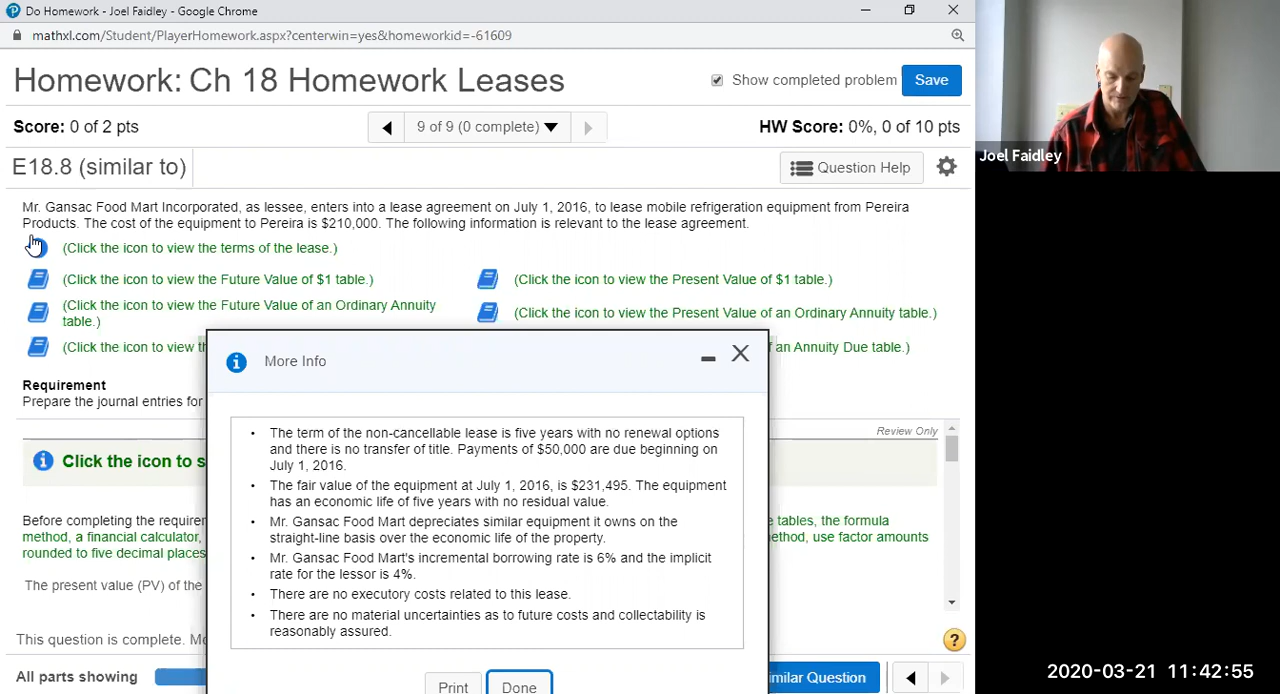 Do Homework - Joel Faidley - Google Chrome
mathxl.com/Student/PlayerHomework.aspx?centerwin=yes&homeworkid=-61609
Homework: Ch 18 Homework Leases
Show completed problem
Save
Score: 0 of 2 pts
9 of 9 (0 complete)
HW Score: 0%, 0 of 10 pts
E18.8 (similar to)
Question Help
Joel Faidley
Mr. Gansac Food Mart Incorporated, as lessee, enters into a lease agreement on July 1, 2016, to lease mobile refrigeration equipment from Pereira
Products. The cost of the equipment to Pereira is $210,000. The following information is relevant to the lease agreement.
(Click the icon to view the terms of the lease.)
(Click the icon to view the Future Value of $1 table.)
(Click the icon to view the Present Value of $1 table.)
(Click the icon to view the Future Value of an Ordinary Annuity
table.)
(Click the icon to view the Present Value of an Ordinary Annuity table.)
(Click the icon to view t
f an Annuity Due table.)
More Info
Requirement
Prepare the journal entries for
The term of the non-cancellable lease is five years with no renewal options
and there is no transfer of title. Payments of $50,000 are due beginning on
July 1, 2016.
The fair value of the equipment at July 1, 2016, is $231,495. The equipment
has an economic life of five years with no residual value.
Mr. Gansac Food Mart depreciates similar equipment it owns on the
straight-line basis over the economic life of the property.
Mr. Gansac Food Mart's incremental borrowing rate is 6% and the implicit
rate for the lessor is 4%.
There are no executory costs related to this lease.
There are no material uncertainties as to future costs and collectability is
reasonably assured.
Print
Done
Review Only
Click the icon to s
Before completing the requirer
e tables, the formula
method, a financial calculator,
ethod, use factor amounts
rounded to five decimal places
The present value (PV) of the
This question is complete. Mo
All parts showing
imilar Question
?
2020-03-21 11:42:55